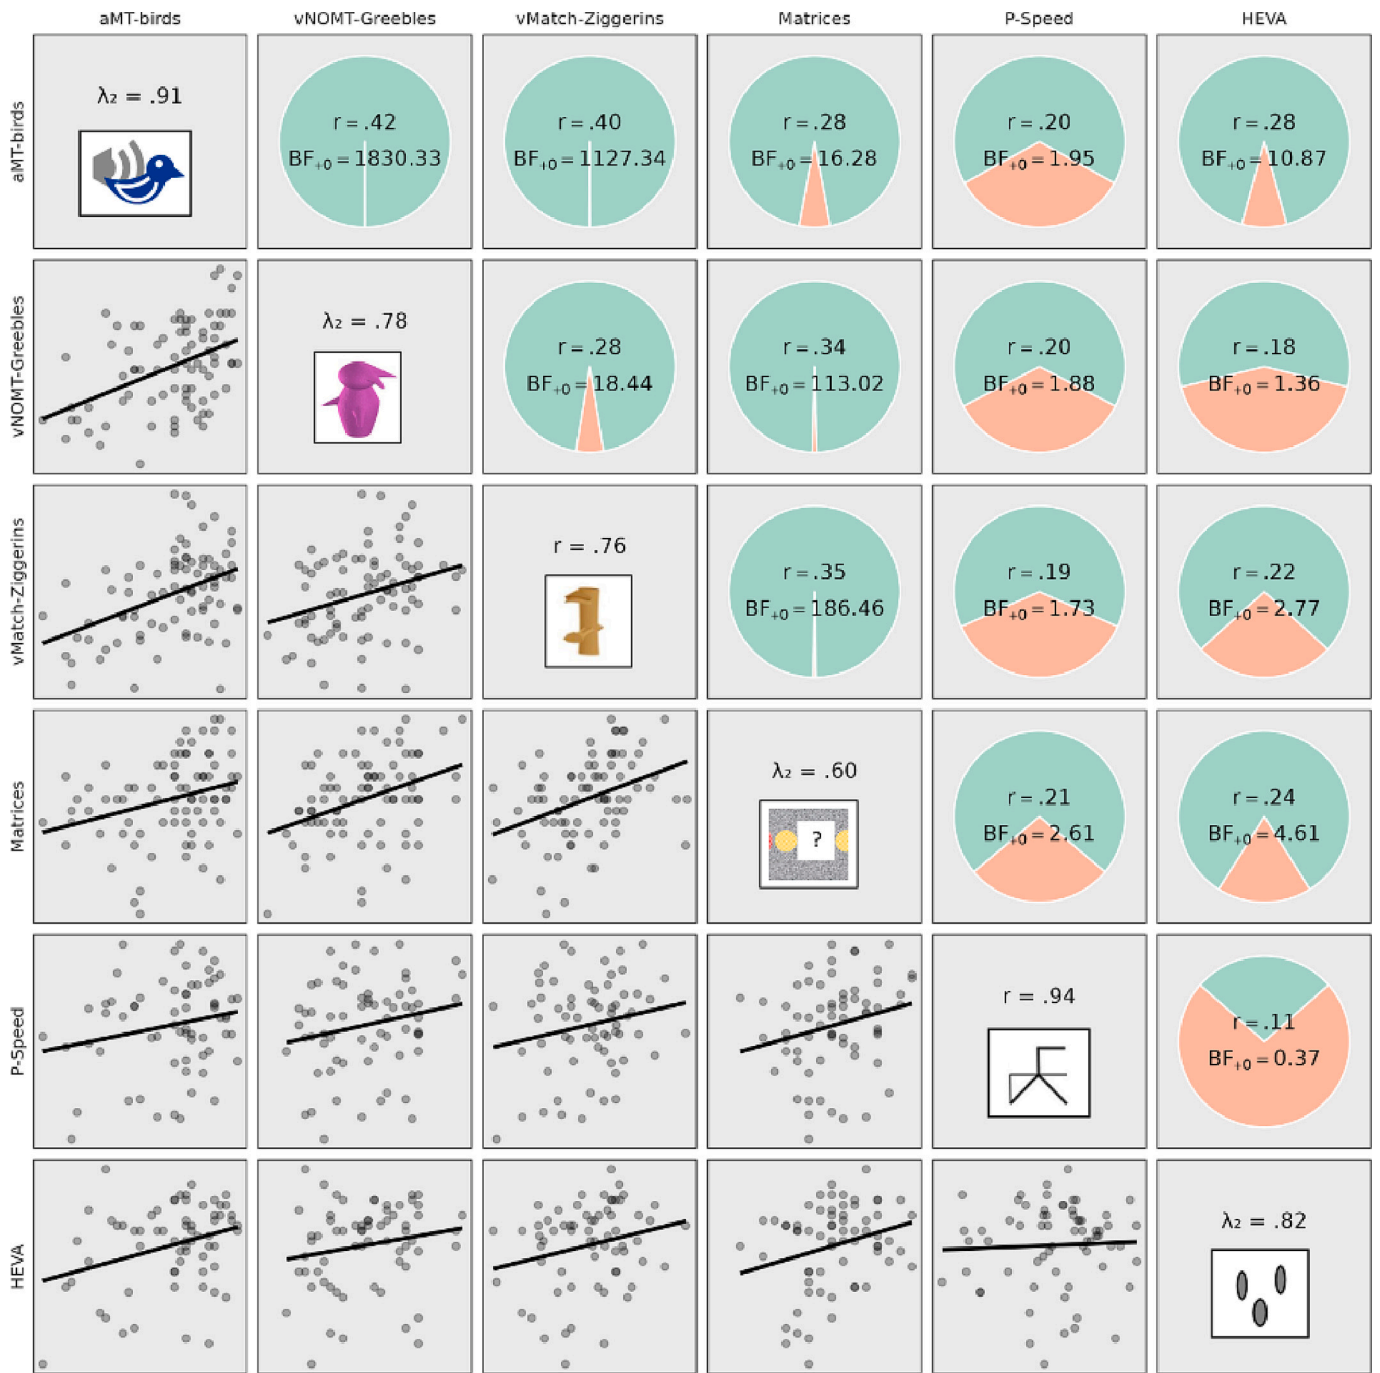 aMT-birds vNOMT-Greebles vMatch-Ziggerins Matrices P-Speed HEVA
aMT-birds
λ₂ = .91
r = .42
BF₊₀ = 1830.33
r = .40
BF₊₀ = 1127.34
r = .28
BF₊₀ = 16.28
r = .20
BF₊₀ = 1.95
r = .28
BF₊₀ = 10.87
vNOMT-Greebles
λ₂ = .78
r = .28
BF₊₀ = 18.44
r = .34
BF₊₀ = 113.02
r = .20
BF₊₀ = 1.88
r = .18
BF₊₀ = 1.36
vMatch-Ziggerins
r = .76
r = .35
BF₊₀ = 186.46
r = .19
BF₊₀ = 1.73
r = .22
BF₊₀ = 2.77
Matrices
λ₂ = .60
?
r = .21
BF₊₀ = 2.61
r = .24
BF₊₀ = 4.61
P-Speed
r = .94
r = .11
BF₊₀ = 0.37
HEVA
λ₂ = .82